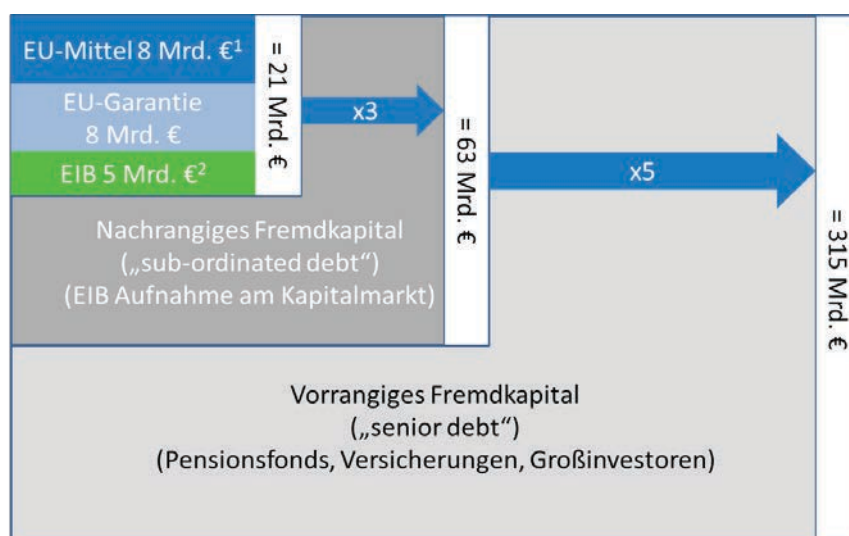 EU-Mittel 8 Mrd. €¹
EU-Garantie
8 Mrd. €
EIB 5 Mrd. €²
= 21 Mrd. €
x3
= 63 Mrd. €
x5
= 315 Mrd. €
Nachrangiges Fremdkapital
(„sub-ordinated debt“)
(EIB Aufnahme am Kapitalmarkt)
Vorrangiges Fremdkapital
(„senior debt“)
(Pensionsfonds, Versicherungen, Großinvestoren)